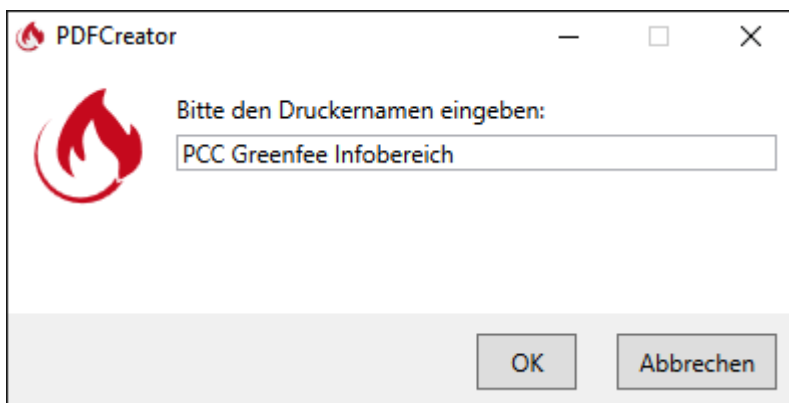 PDFCreator
Bitte den Druckernamen eingeben:
PCC Greenfee Infobereich
OK
Abbrechen